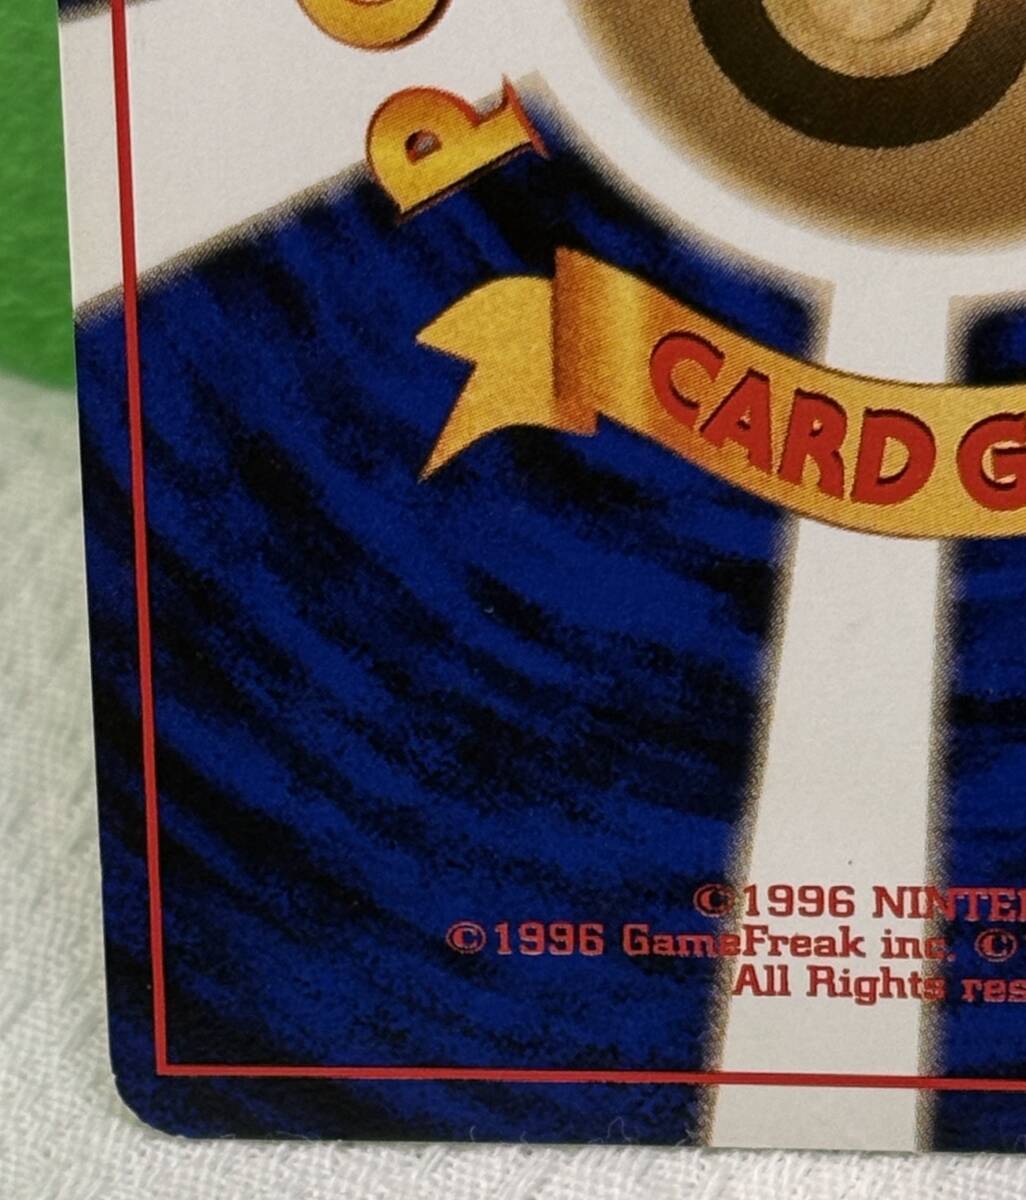 P
CARD G
©1996 NINTE
©1996 GameFreak inc. ©
All Rights res